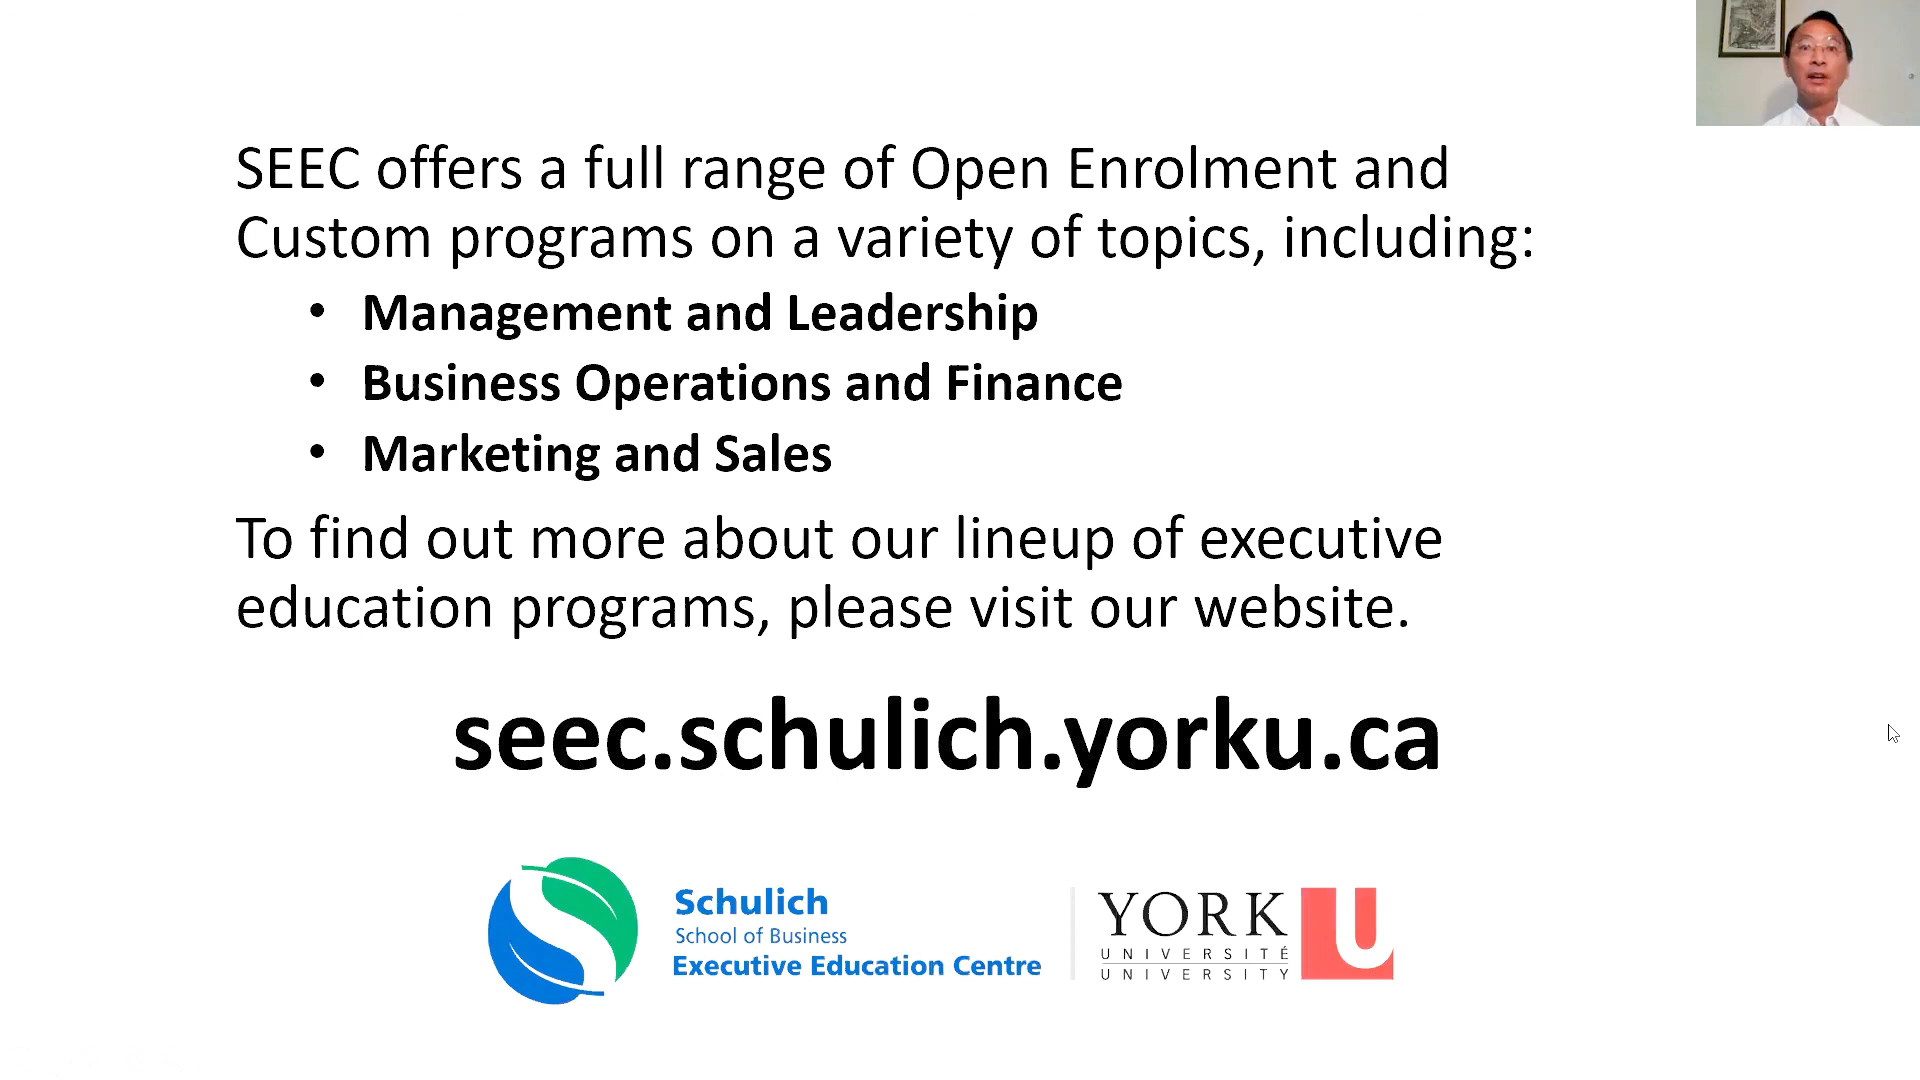 SEEC offers a full range of Open Enrolment and
Custom programs on a variety of topics, including:
• Management and Leadership
• Business Operations and Finance
• Marketing and Sales
To find out more about our lineup of executive
education programs, please visit our website.
seec.schulich.yorku.ca
Schulich
School of Business
Executive Education Centre
YORK U
UNIVERSITÉ
UNIVERSITY